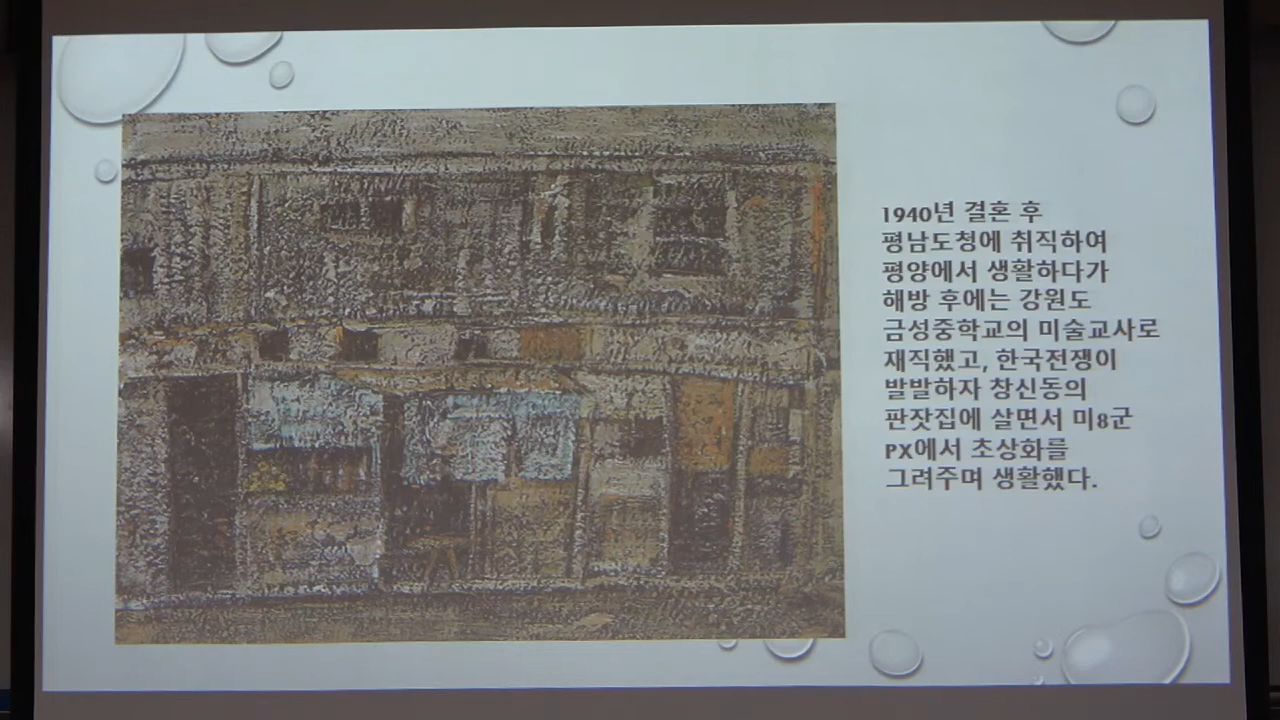 1940년 결혼 후
평남도청에 취직하여
평양에서 생활하다가
해방 후에는 강원도
금성중학교의 미술교사로
재직했고, 한국전쟁이
발발하자 창신동의
판잣집에 살면서 미8군
PX에서 초상화를
그려주며 생활했다.